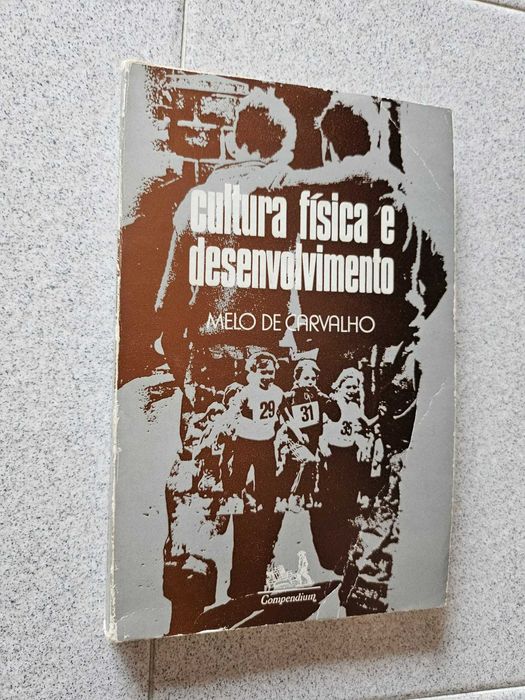 cultura física e
desenvolvimento
MELO DE CARVALHO
29
31
35
Compendium